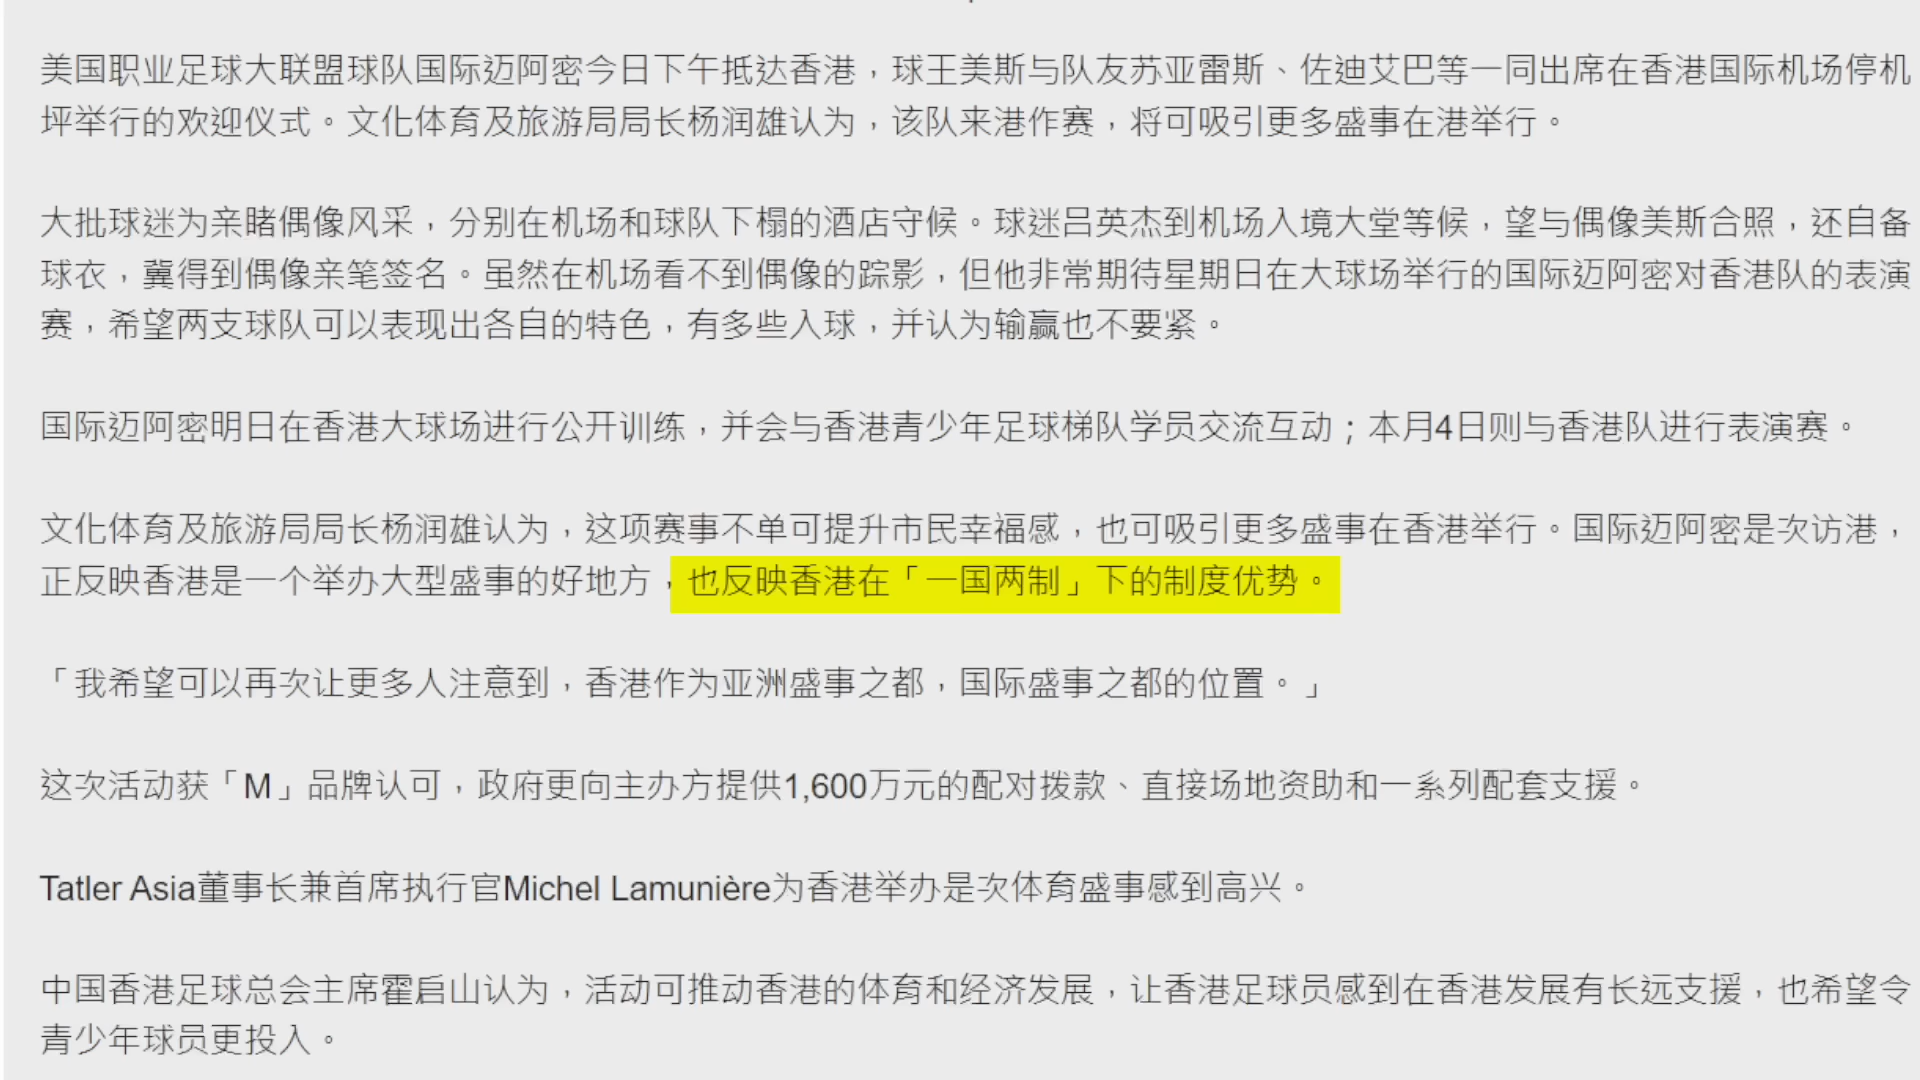 美国职业足球大联盟球队国际迈阿密今日下午抵达香港，球王美斯与队友苏亚雷斯、佐迪艾巴等一同出席在香港国际机场停机
坪举行的欢迎仪式。文化体育及旅游局局长杨润雄认为，该队来港作赛，将可吸引更多盛事在港举行。
大批球迷为亲睹偶像风采，分别在机场和球队下榻的酒店守候。球迷吕英杰到机场入境大堂等候，望与偶像美斯合照，还自备
球衣，冀得到偶像亲笔签名。虽然在机场看不到偶像的踪影，但他非常期待星期日在大球场举行的国际迈阿密对香港队的表演
赛，希望两支球队可以表现出各自的特色，有多些入球，并认为输赢也不要紧。
国际迈阿密明日在香港大球场进行公开训练，并会与香港青少年足球梯队学员交流互动；本月4日则与香港队进行表演赛。
文化体育及旅游局局长杨润雄认为，这项赛事不单可提升市民幸福感，也可吸引更多盛事在香港举行。国际迈阿密是次访港，
正反映香港是一个举办大型盛事的好地方，也反映香港在「一国两制」下的制度优势。
「我希望可以再次让更多人注意到，香港作为亚洲盛事之都，国际盛事之都的位置。」
这次活动获「M」品牌认可，政府更向主办方提供1,600万元的配对拨款、直接场地资助和一系列配套支援。
Tatler Asia董事长兼首席执行官Michel Lamunière为香港举办是次体育盛事感到高兴。
中国香港足球总会主席霍启山认为，活动可推动香港的体育和经济发展，让香港足球员感到在香港发展有长远支援，也希望令
青少年球员更投入。